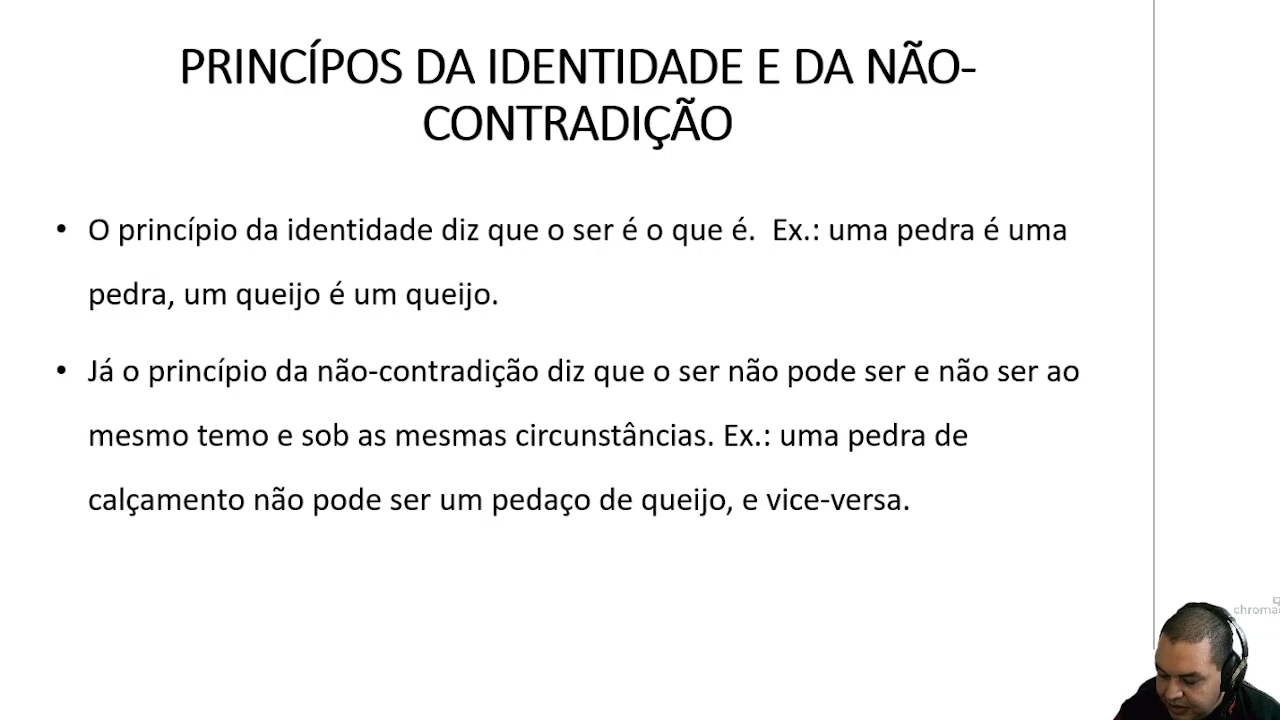 PRINCÍPOS DA IDENTIDADE E DA NÃO-
CONTRADIÇÃO
• O princípio da identidade diz que o ser é o que é.  Ex.: uma pedra é uma
pedra, um queijo é um queijo.
• Já o princípio da não-contradição diz que o ser não pode ser e não ser ao
mesmo temo e sob as mesmas circunstâncias. Ex.: uma pedra de
calçamento não pode ser um pedaço de queijo, e vice-versa.